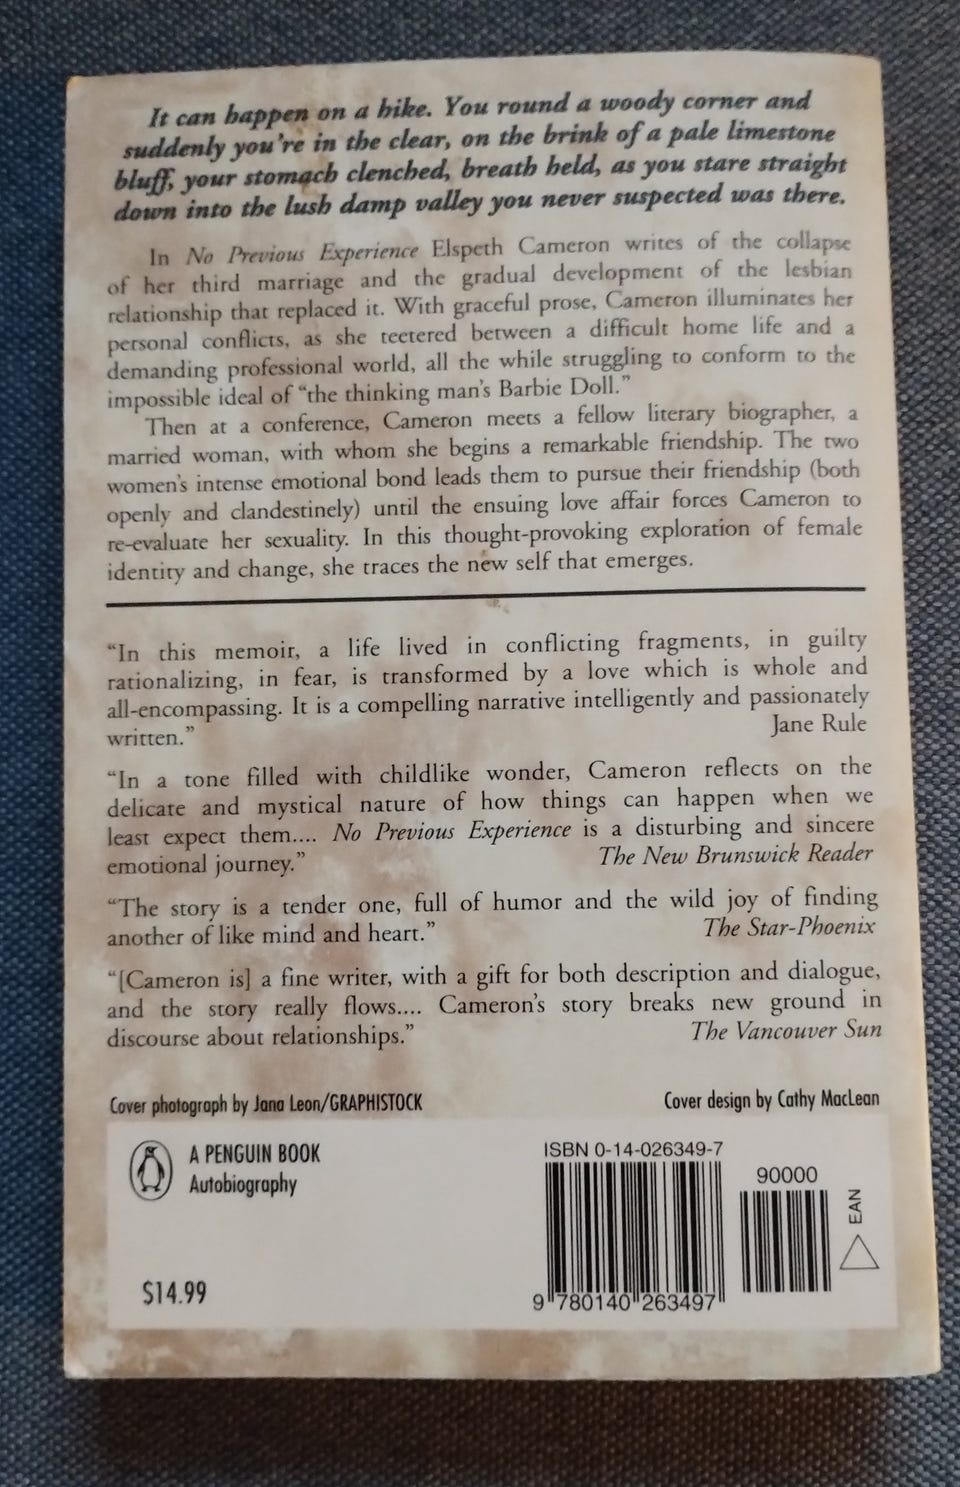 It can happen on a hike. You round a woody corner and
suddenly you're in the clear, on the brink of a pale limestone
bluff, your stomach clenched, breath held, as you stare straight
down into the lush damp valley you never suspected was there.
In No Previous Experience Elspeth Cameron writes of the collapse
of her third marriage and the gradual development of the lesbian
relationship that replaced it. With graceful prose, Cameron illuminates her
personal conflicts, as she teetered between a difficult home life and a
demanding professional world, all the while struggling to conform to the
impossible ideal of “the thinking man's Barbie Doll.”
Then at a conference, Cameron meets a fellow literary biographer, a
married woman, with whom she begins a remarkable friendship. The two
women's intense emotional bond leads them to pursue their friendship (both
openly and clandestinely) until the ensuing love affair forces Cameron to
re-evaluate her sexuality. In this thought-provoking exploration of female
identity and change, she traces the new self that emerges.
“In this memoir, a life lived in conflicting fragments, in guilty
rationalizing, in fear, is transformed by a love which is whole and
all-encompassing. It is a compelling narrative intelligently and passionately
written.” Jane Rule
“In a tone filled with childlike wonder, Cameron reflects on the
delicate and mystical nature of how things can happen when we
least expect them.... No Previous Experience is a disturbing and sincere
emotional journey.” The New Brunswick Reader
“The story is a tender one, full of humor and the wild joy of finding
another of like mind and heart.” The Star-Phoenix
“[Cameron is] a fine writer, with a gift for both description and dialogue,
and the story really flows.... Cameron's story breaks new ground in
discourse about relationships.” The Vancouver Sun
Cover photograph by Jana Leon/GRAPHISTOCK Cover design by Cathy MacLean
A PENGUIN BOOK
Autobiography
$14.99
ISBN 0-14-026349-7
90000
EAN
9 780140 263497